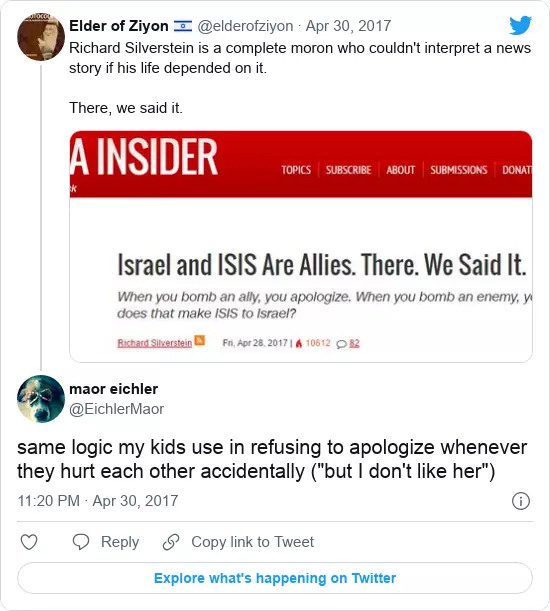 Elder of Ziyon @elderofziyon · Apr 30, 2017
Richard Silverstein is a complete moron who couldn't interpret a news
story if his life depended on it.
There, we said it.
A INSIDER
TOPICS SUBSCRIBE ABOUT SUBMISSIONS DONAT
k
Israel and ISIS Are Allies. There. We Said It.
When you bomb an ally, you apologize. When you bomb an enemy, y
does that make ISIS to Israel?
Richard Silverstein Fri, Apr 28, 2017 | 10612 82
maor eichler
@EichlerMaor
same logic my kids use in refusing to apologize whenever
they hurt each other accidentally ("but I don't like her")
11:20 PM · Apr 30, 2017
Reply Copy link to Tweet
Explore what's happening on Twitter